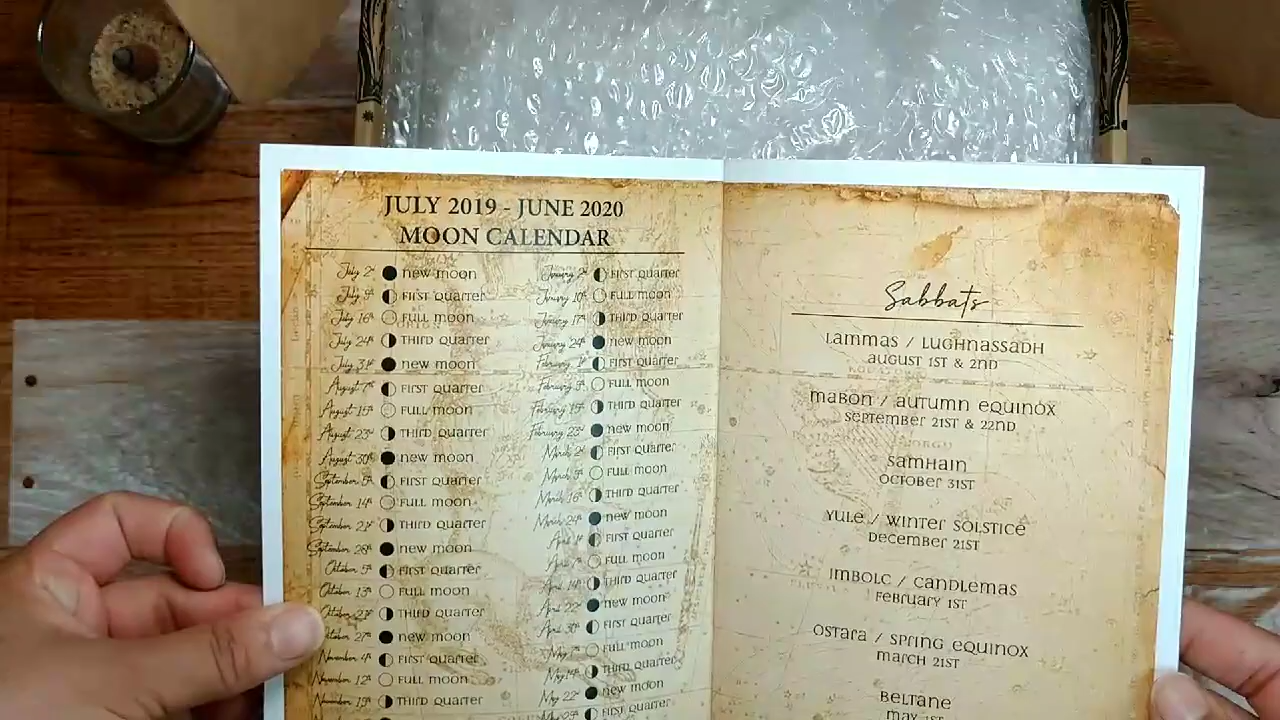 JULY 2019 - JUNE 2020
MOON CALENDAR
July 2nd new moon
July 9th FIRST QUARTER
July 16th FULL moon
July 24th THIRD QUARTER
July 31st new moon
August 7th FIRST QUARTER
August 15th FULL moon
August 23rd THIRD QUARTER
August 30th new moon
September 5th FIRST QUARTER
September 14th FULL moon
September 21st THIRD QUARTER
September 28th new moon
October 5th FIRST QUARTER
October 13th FULL moon
October 21st THIRD QUARTER
October 27th new moon
November 4th FIRST QUARTER
November 12th FULL moon
November 19th THIRD QUARTER
January 2nd FIRST QUARTER
January 10th FULL moon
January 17th THIRD QUARTER
January 24th new moon
February 1st FIRST QUARTER
February 9th FULL moon
February 15th THIRD QUARTER
February 23rd new moon
March 2nd FIRST QUARTER
March 9th FULL moon
March 16th THIRD QUARTER
March 24th new moon
April 1st FIRST QUARTER
April 7th FULL moon
April 14th THIRD QUARTER
April 22nd new moon
April 30th FIRST QUARTER
May 7th FULL moon
May 14th THIRD QUARTER
May 22nd new moon
May FIRST QUARTER
Sabbats
Lammas / LUGHNASSADH
AUGUST 1ST & 2ND
mabon / autumn equinox
september 21st & 22nd
samhain
october 31st
yule / winter solstice
december 21st
imbolc / candlemas
february 1st
ostara / spring equinox
march 21st
beltane
may 1st